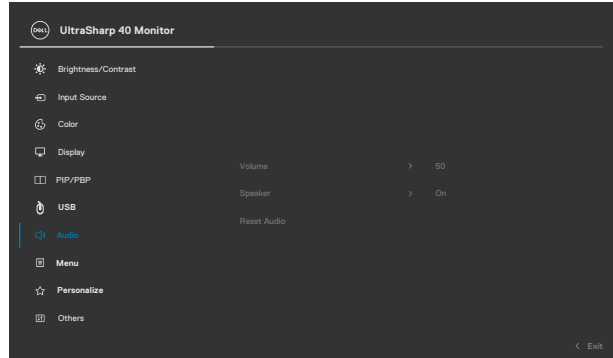 DELL UltraSharp 40 Monitor
Brightness/Contrast
Input Source
Color
Display
PIP/PBP
USB
Audio
Menu
Personalize
Others
Volume > 50
Speaker > On
Reset Audio
< Exit